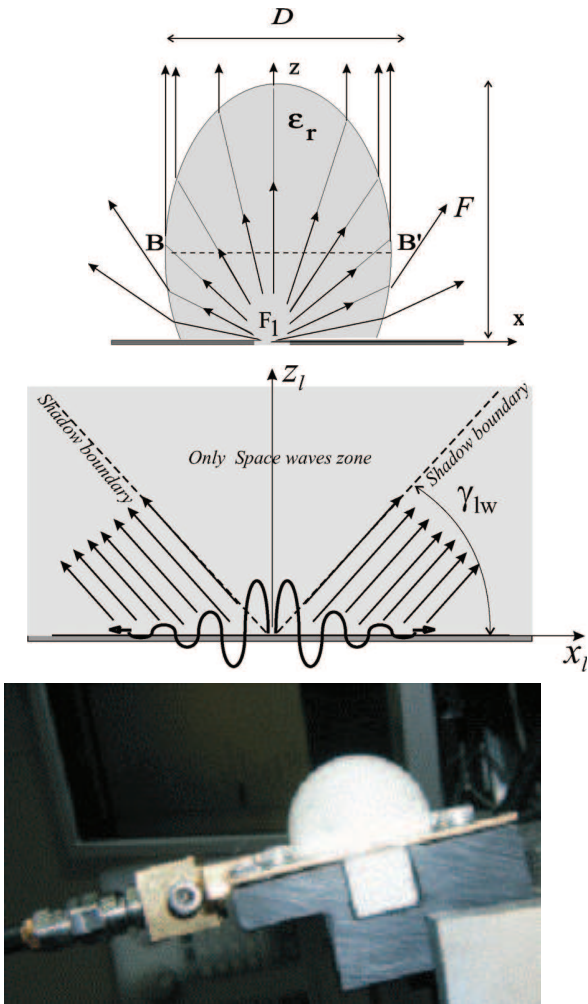 D
z
εr
B
B'
F
F1
x
zl
Shadow boundary
Only Space waves zone
Shadow boundary
γlw
xl